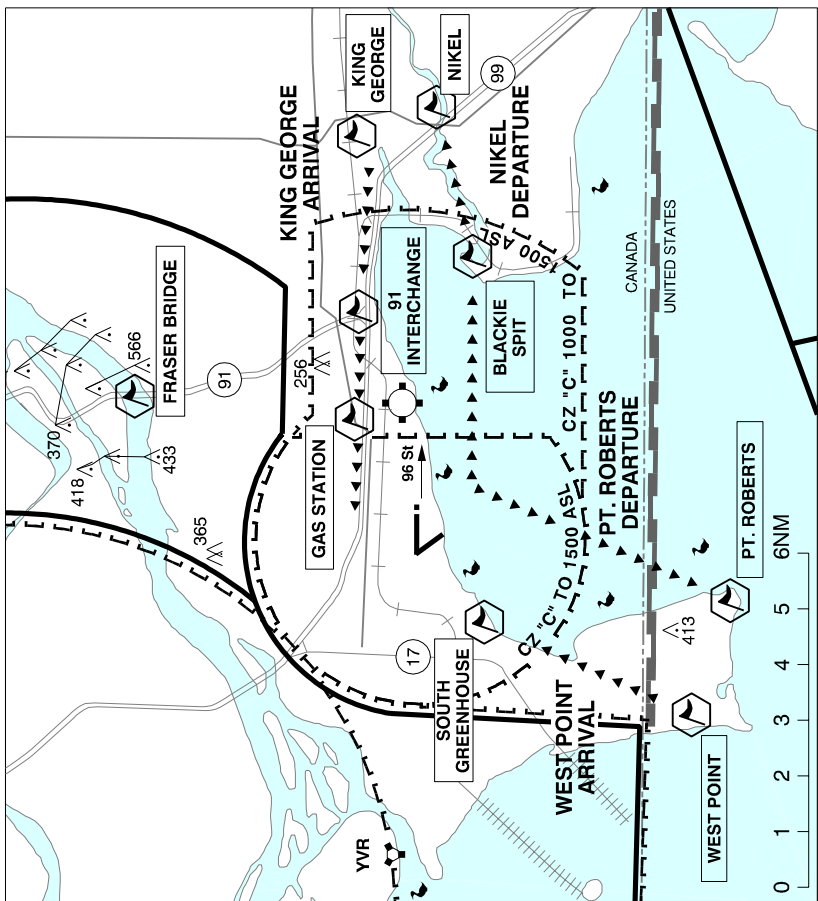 KING
GEORGE
NIKEL
99
KING GEORGE
ARRIVAL
NIKEL
DEPARTURE
FRASER BRIDGE
91
566
370
418
433
365
256
91
INTERCHANGE
BLACKIE
SPIT
1500 ASL
CZ "C" 1000 TO
CANADA
UNITED STATES
GAS STATION
96 St
CZ "C" TO 1500 ASL
PT. ROBERTS
DEPARTURE
PT. ROBERTS
17
SOUTH
GREENHOUSE
413
WEST POINT
ARRIVAL
WEST POINT
YVR
0 1 2 3 4 5 6NM